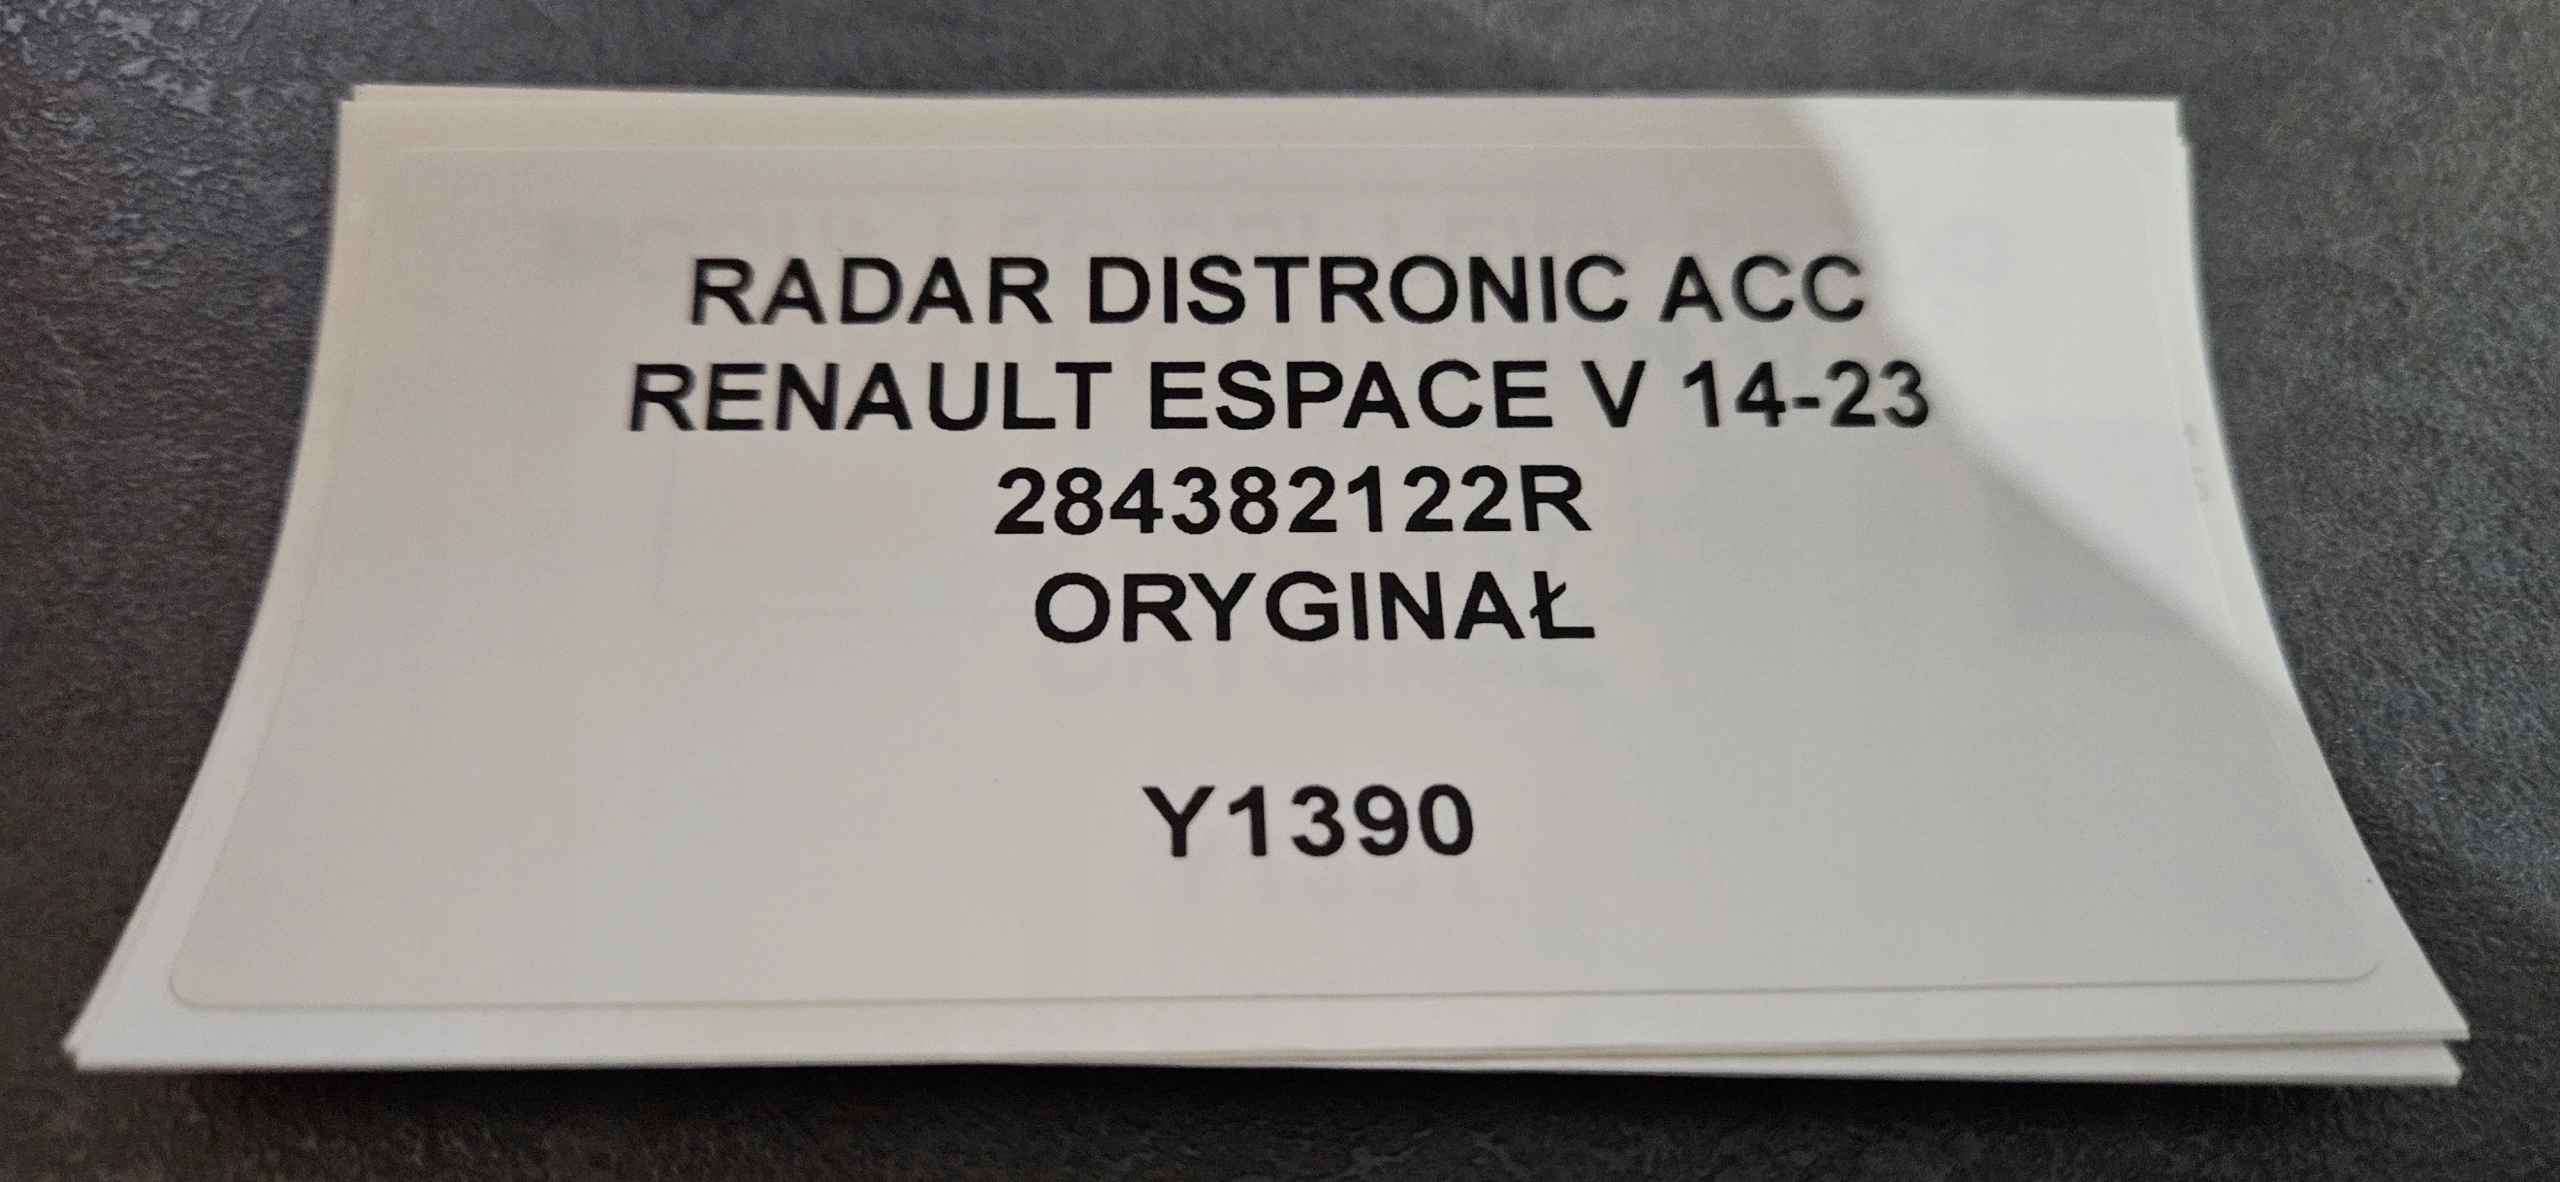 RADAR DISTRONIC ACC
RENAULT ESPACE V 14-23
284382122R
ORYGINAŁ
Y1390